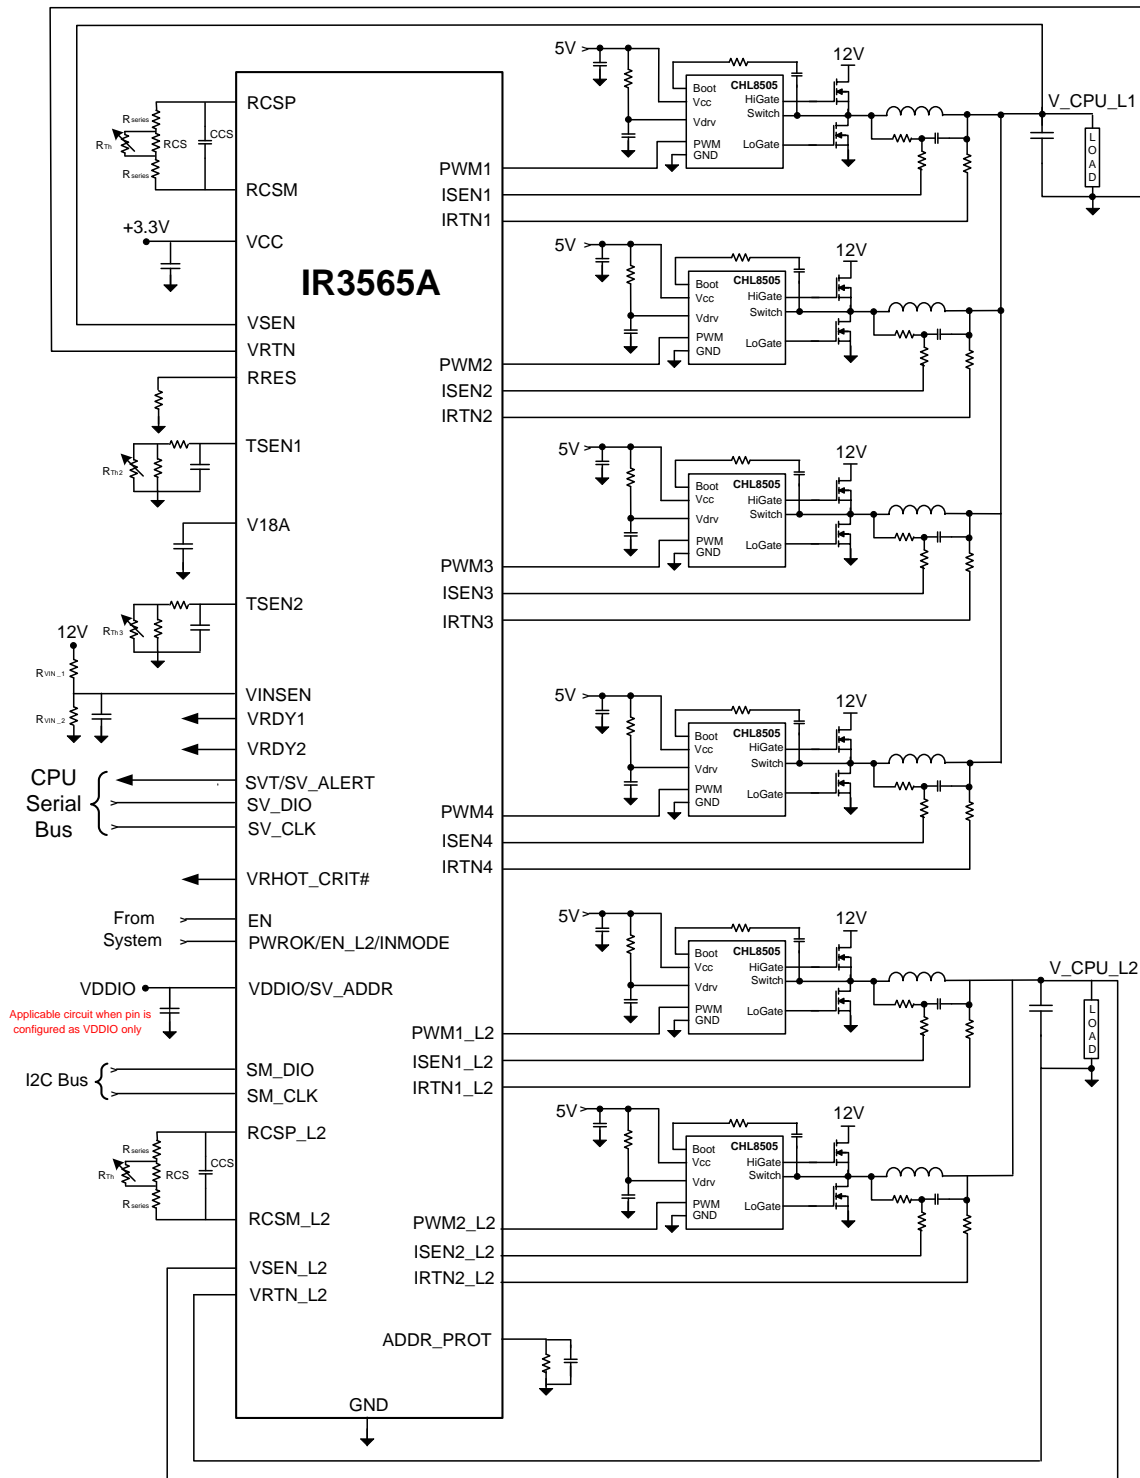 IR3565A
RCSP
Rseries
RTh
RCS
CCS
Rseries
RCSM
+3.3V
VCC
VSEN
VRTN
RRES
TSEN1
RTh2
V18A
TSEN2
RTh3
12V
RVIN_1
VINSEN
RVIN_2
VRDY1
VRDY2
CPU
Serial
Bus
SVT/SV_ALERT
SV_DIO
SV_CLK
VRHOT_CRIT#
From
System
EN
PWROK/EN_L2/INMODE
VDDIO
VDDIO/SV_ADDR
Applicable circuit when pin is
configured as VDDIO only
I2C Bus
SM_DIO
SM_CLK
RCSP_L2
Rseries
RTh
RCS
CCS
Rseries
RCSM_L2
VSEN_L2
VRTN_L2
GND
PWM1
ISEN1
IRTN1
PWM2
ISEN2
IRTN2
PWM3
ISEN3
IRTN3
PWM4
ISEN4
IRTN4
PWM1_L2
ISEN1_L2
IRTN1_L2
PWM2_L2
ISEN2_L2
IRTN2_L2
ADDR_PROT
5V
12V
CHL8505
Boot
Vcc
Vdrv
PWM
GND
HiGate
Switch
LoGate
V_CPU_L1
LOAD
5V
12V
CHL8505
Boot
Vcc
Vdrv
PWM
GND
HiGate
Switch
LoGate
5V
12V
CHL8505
Boot
Vcc
Vdrv
PWM
GND
HiGate
Switch
LoGate
5V
12V
CHL8505
Boot
Vcc
Vdrv
PWM
GND
HiGate
Switch
LoGate
5V
12V
CHL8505
Boot
Vcc
Vdrv
PWM
GND
HiGate
Switch
LoGate
V_CPU_L2
LOAD
5V
12V
CHL8505
Boot
Vcc
Vdrv
PWM
GND
HiGate
Switch
LoGate